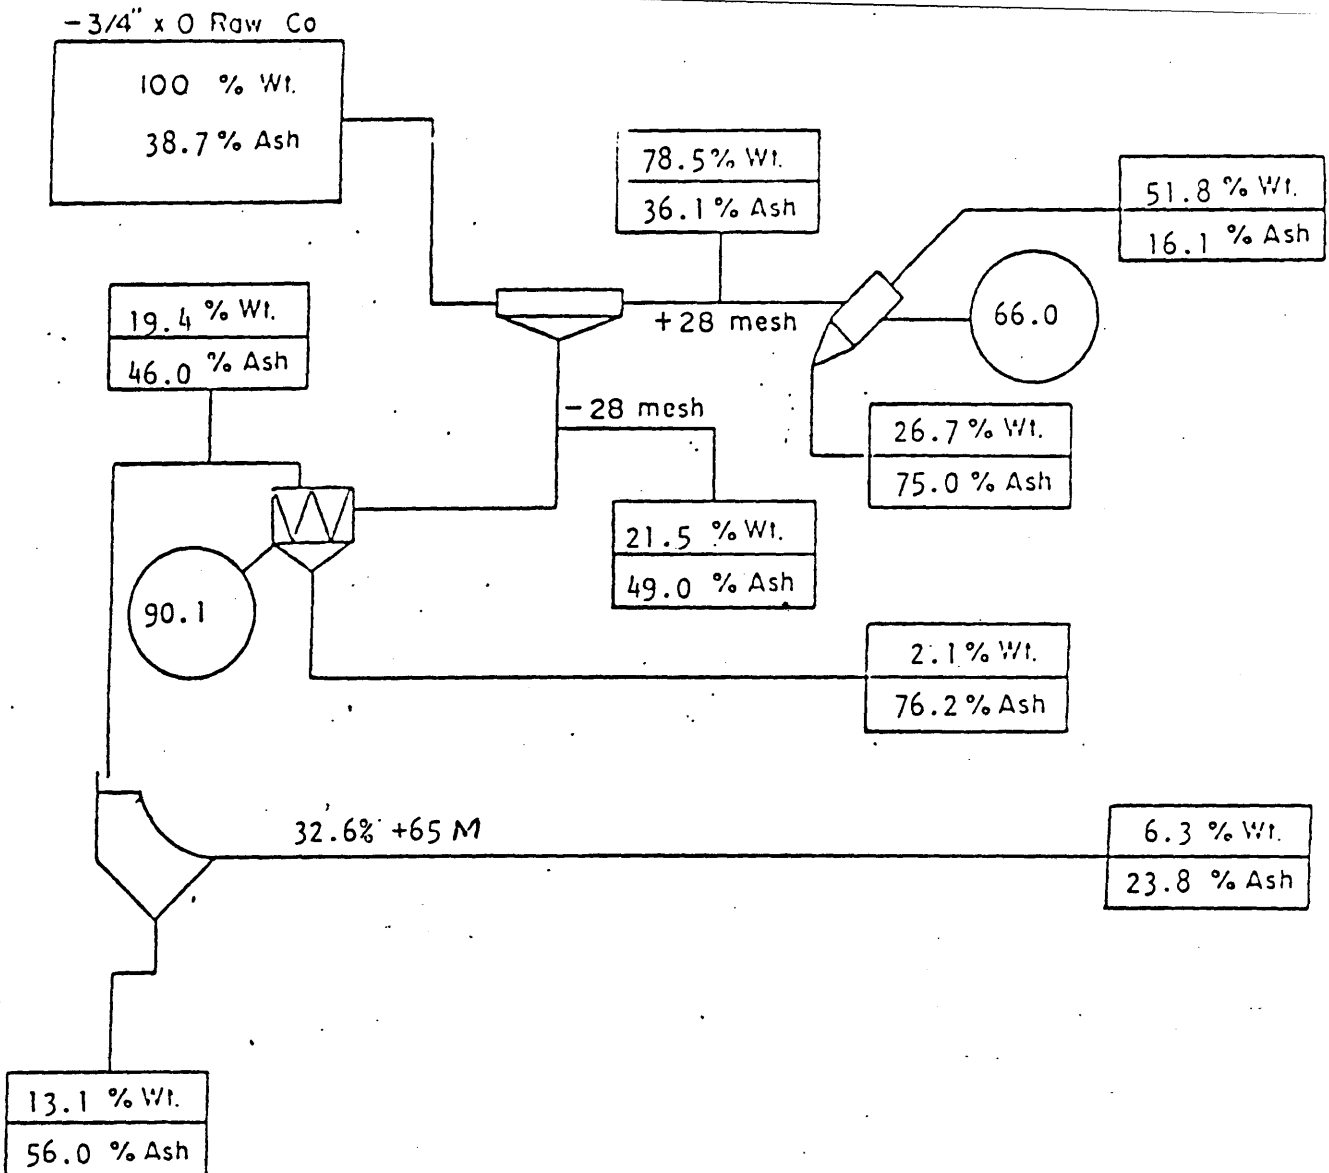 -3/4" x 0 Raw Co
100 % Wt.
38.7% Ash
78.5% Wt.
36.1% Ash
51.8 % Wt.
16.1 % Ash
19.4 % Wt.
46.0 % Ash
+28 mesh
66.0
-28 mesh
26.7% Wt.
75.0% Ash
21.5 % Wt.
49.0 % Ash
90.1
2.1% Wt.
76.2% Ash
32.6% +65 M
6.3 % Wt.
23.8 % Ash
13.1 % Wt.
56.0 % Ash